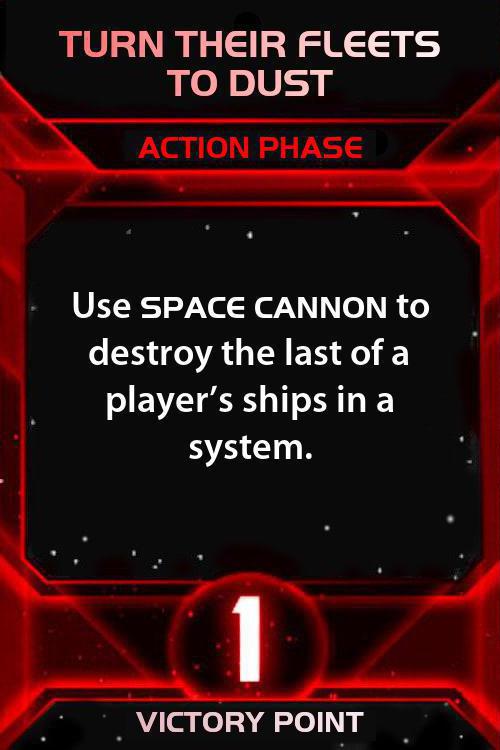 TURN THEIR FLEETS
TO DUST
ACTION PHASE
Use SPACE CANNON to
destroy the last of a
player’s ships in a
system.
1
VICTORY POINT